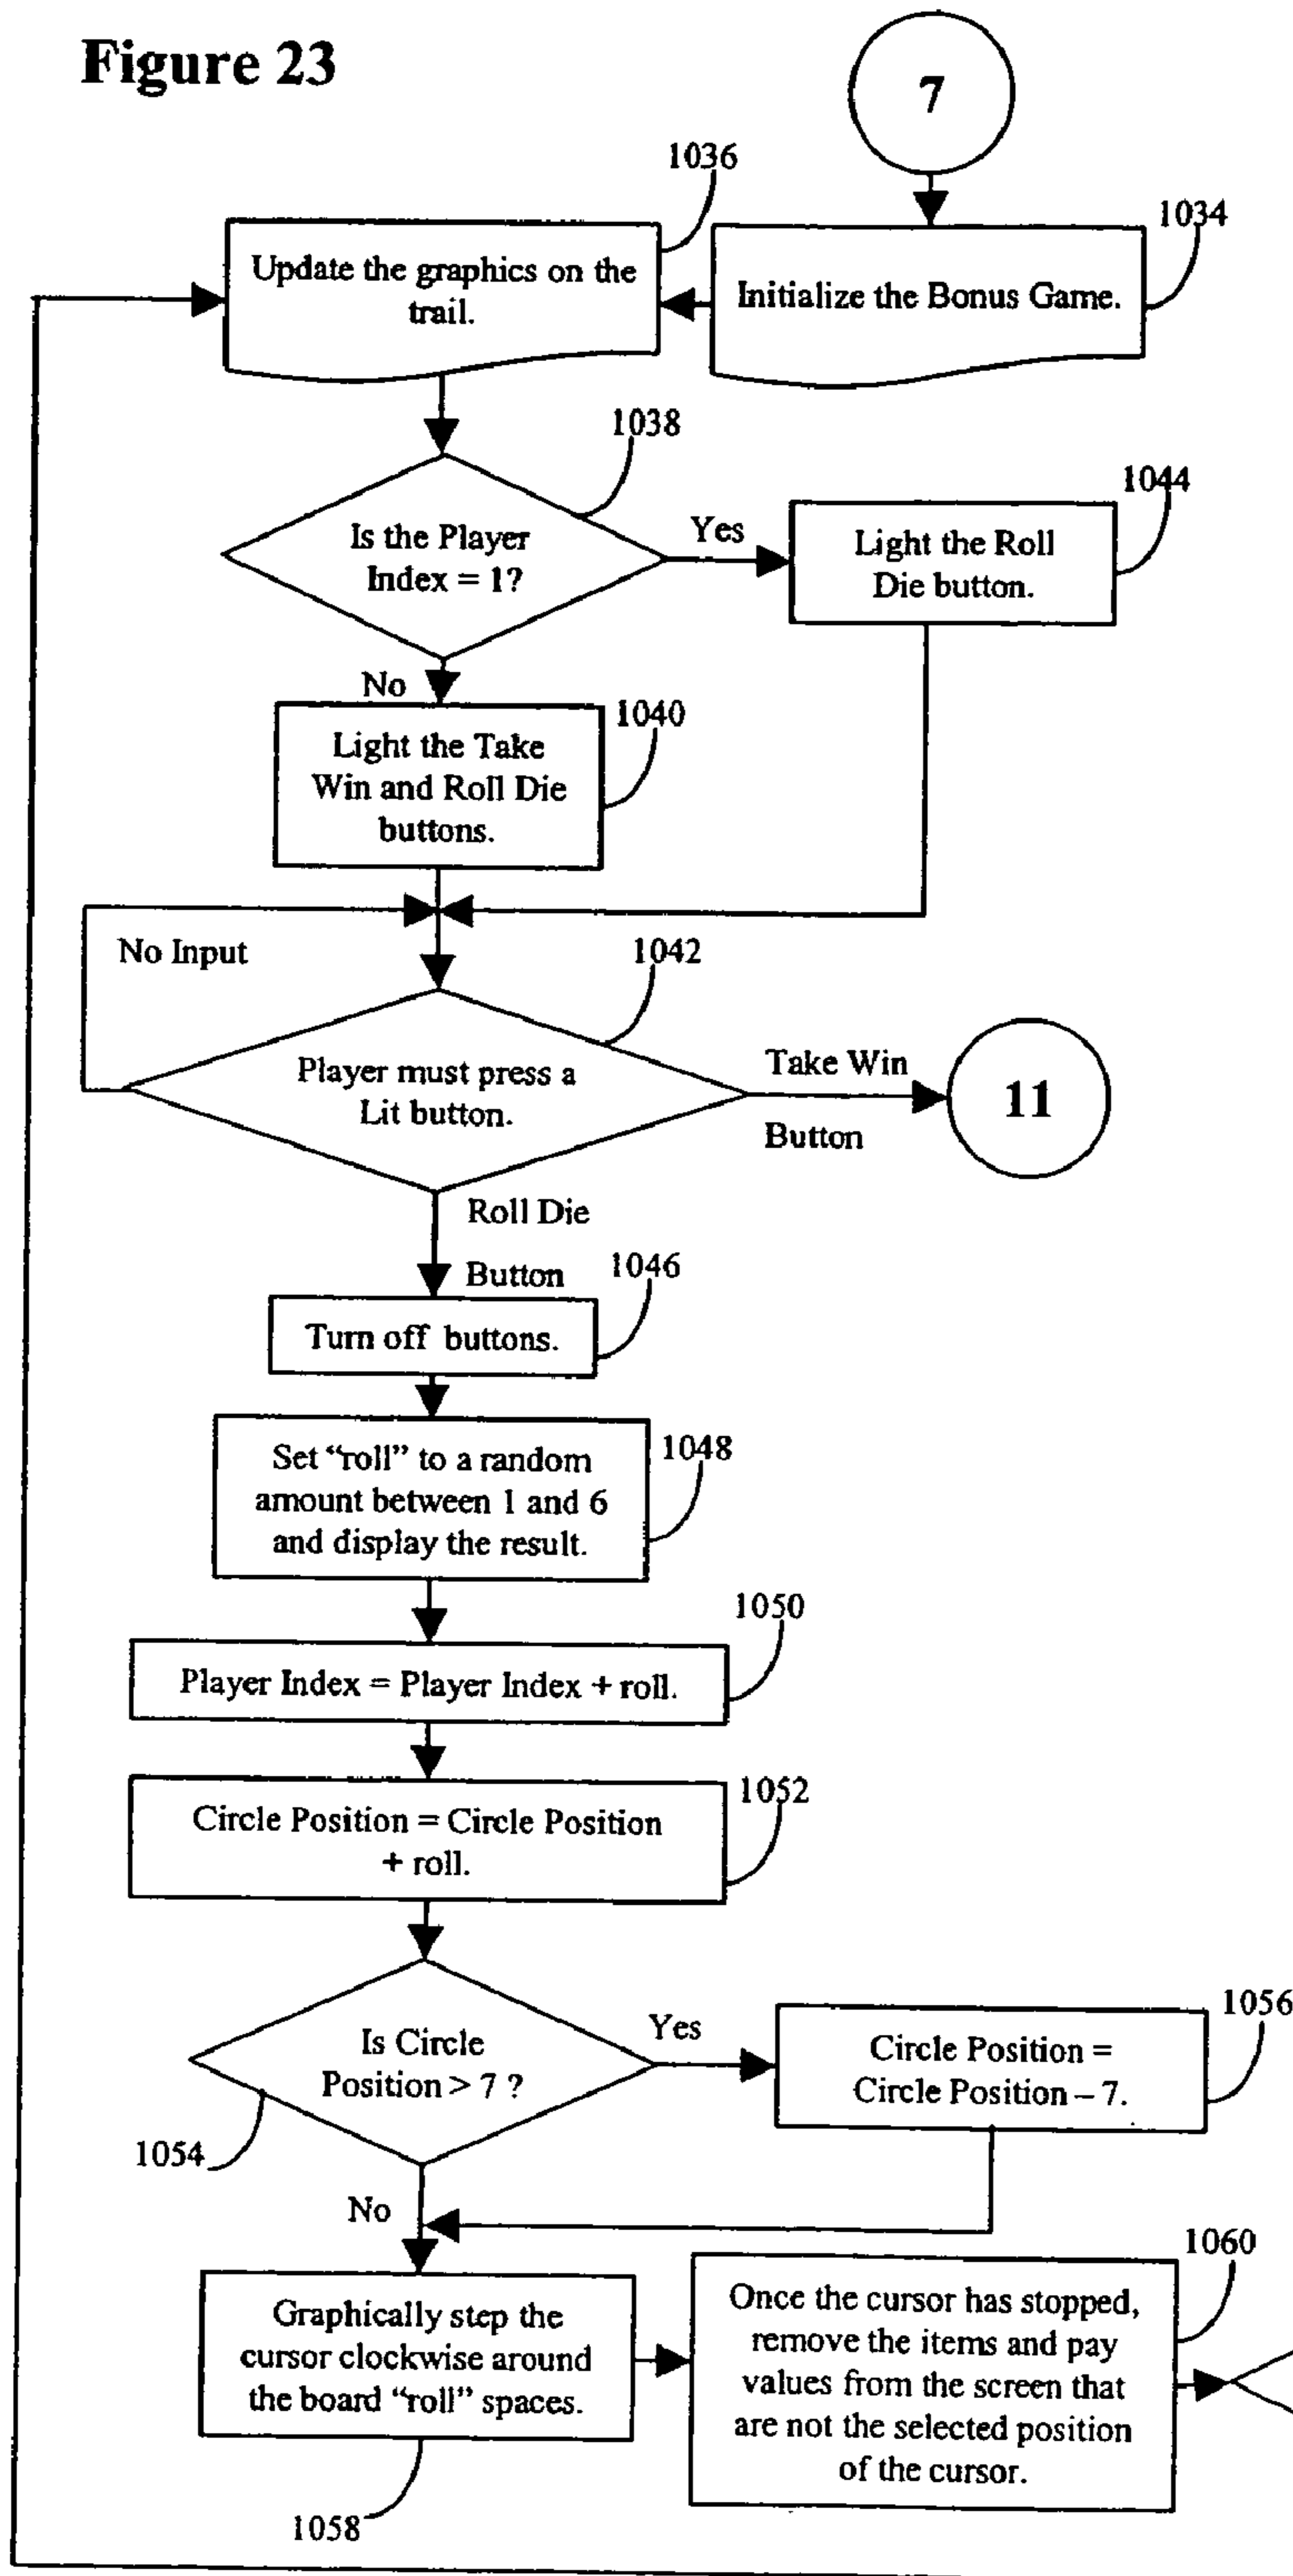 Figure 23
7
1036
1034
Update the graphics on the
trail.
Initialize the Bonus Game.
1038
1044
Is the Player
Index = 1?
Yes
Light the Roll
Die button.
No
1040
Light the Take
Win and Roll Die
buttons.
No Input
1042
Player must press a
Lit button.
Take Win
Button
11
Roll Die
Button
1046
Turn off buttons.
1048
Set “roll” to a random
amount between 1 and 6
and display the result.
1050
Player Index = Player Index + roll.
1052
Circle Position = Circle Position
+ roll.
Is Circle
Position > 7 ?
Yes
1056
Circle Position =
Circle Position – 7.
1054
No
1060
Graphically step the
cursor clockwise around
the board “roll” spaces.
Once the cursor has stopped,
remove the items and pay
values from the screen that
are not the selected position
of the cursor.
1058